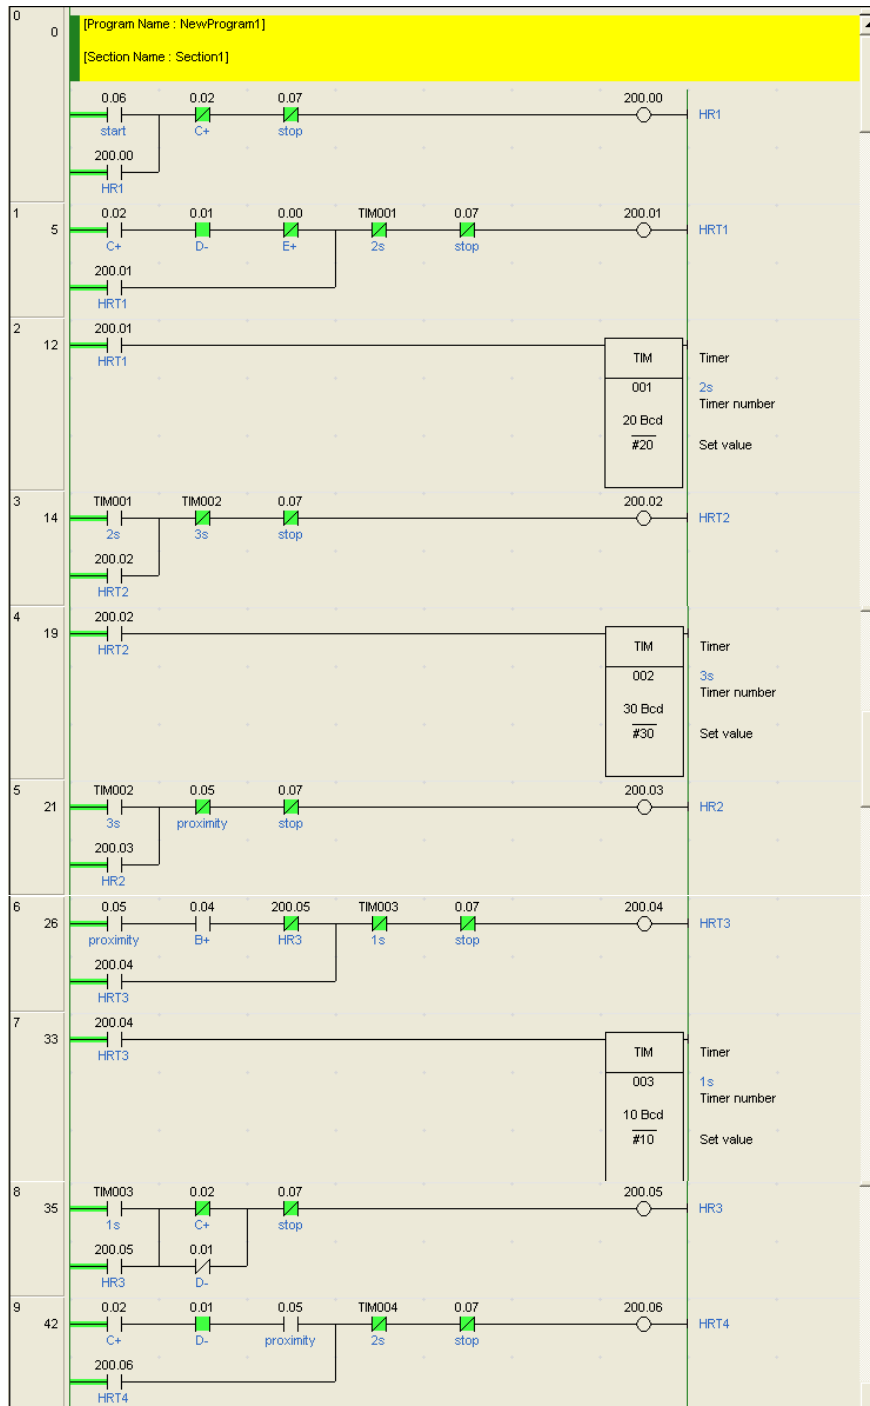 0
0
[Program Name : NewProgram1]
[Section Name : Section1]
0.06 0.02 0.07 200.00
HR1
start C+ stop
200.00
HR1
1
5
0.02 0.01 0.00 TIM001 0.07 200.01
HRT1
C+ D- E+ 2s stop
200.01
HRT1
2
12
200.01
HRT1
TIM Timer
001 2s
Timer number
20 Bcd
#20 Set value
3
14
TIM001 TIM002 0.07 200.02
HRT2
2s 3s stop
200.02
HRT2
4
19
200.02
HRT2
TIM Timer
002 3s
Timer number
30 Bcd
#30 Set value
5
21
TIM002 0.05 0.07 200.03
HR2
3s proximity stop
200.03
HR2
6
26
0.05 0.04 200.05 TIM003 0.07 200.04
HRT3
proximity B+ HR3 1s stop
200.04
HRT3
7
33
200.04
HRT3
TIM Timer
003 1s
Timer number
10 Bcd
#10 Set value
8
35
TIM003 0.02 0.07 200.05
HR3
1s C+ stop
200.05 0.01
HR3 D-
9
42
0.02 0.01 0.05 TIM004 0.07 200.06
HRT4
C+ D- proximity 2s stop
200.06
HRT4